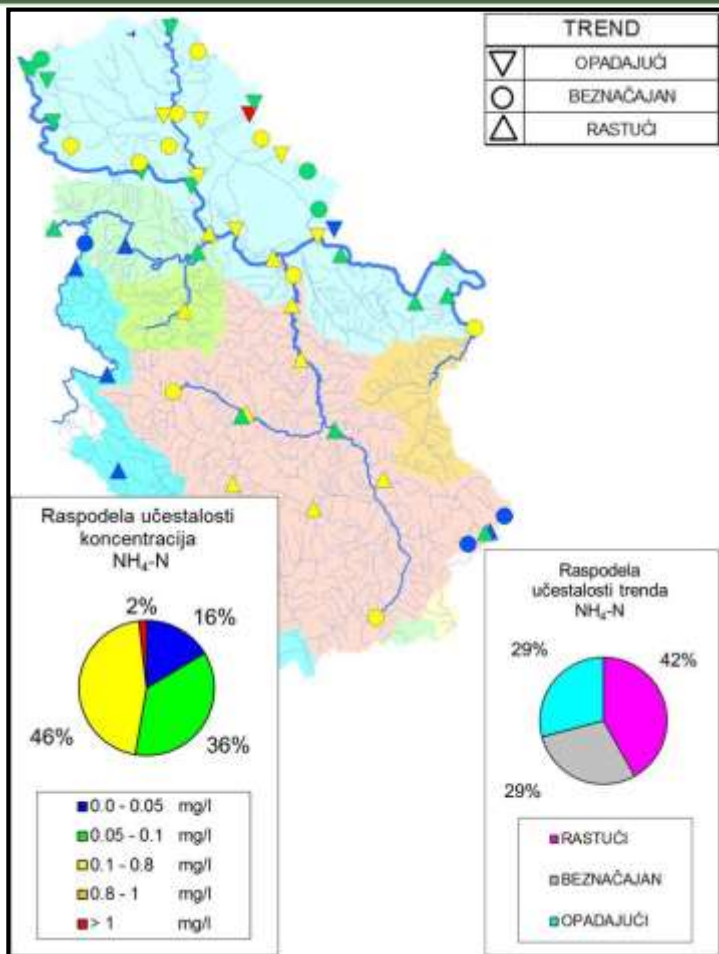 TREND
OPADAJUĆI
BEZNAČAJAN
RASTUĆI
Raspodela učestalosti
koncentracija
NH₄-N
2%
16%
46%
36%
0.0 - 0.05 mg/l
0.05 - 0.1 mg/l
0.1 - 0.8 mg/l
0.8 - 1 mg/l
> 1 mg/l
Raspodela
učestalosti trenda
NH₄-N
29%
42%
29%
RASTUĆI
BEZNAČAJAN
OPADAJUĆI